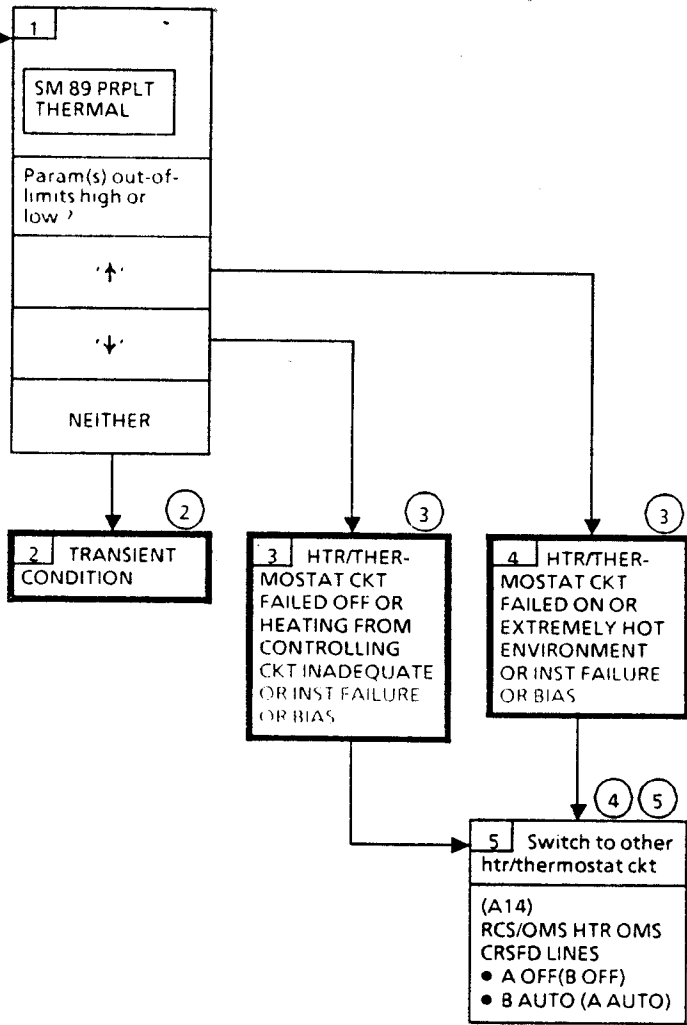 1
SM 89 PRPLT
THERMAL
Param(s) out-of-
limits high or
low ?
'↑'
'↓'
NEITHER
2
2 TRANSIENT
CONDITION
3
3 HTR/THER-
MOSTAT CKT
FAILED OFF OR
HEATING FROM
CONTROLLING
CKT INADEQUATE
OR INST FAILURE
OR BIAS
3
4 HTR/THER-
MOSTAT CKT
FAILED ON OR
EXTREMELY HOT
ENVIRONMENT
OR INST FAILURE
OR BIAS
4 5
5 Switch to other
htr/thermostat ckt
(A14)
RCS/OMS HTR OMS
CRSFD LINES
• A OFF(B OFF)
• B AUTO (A AUTO)